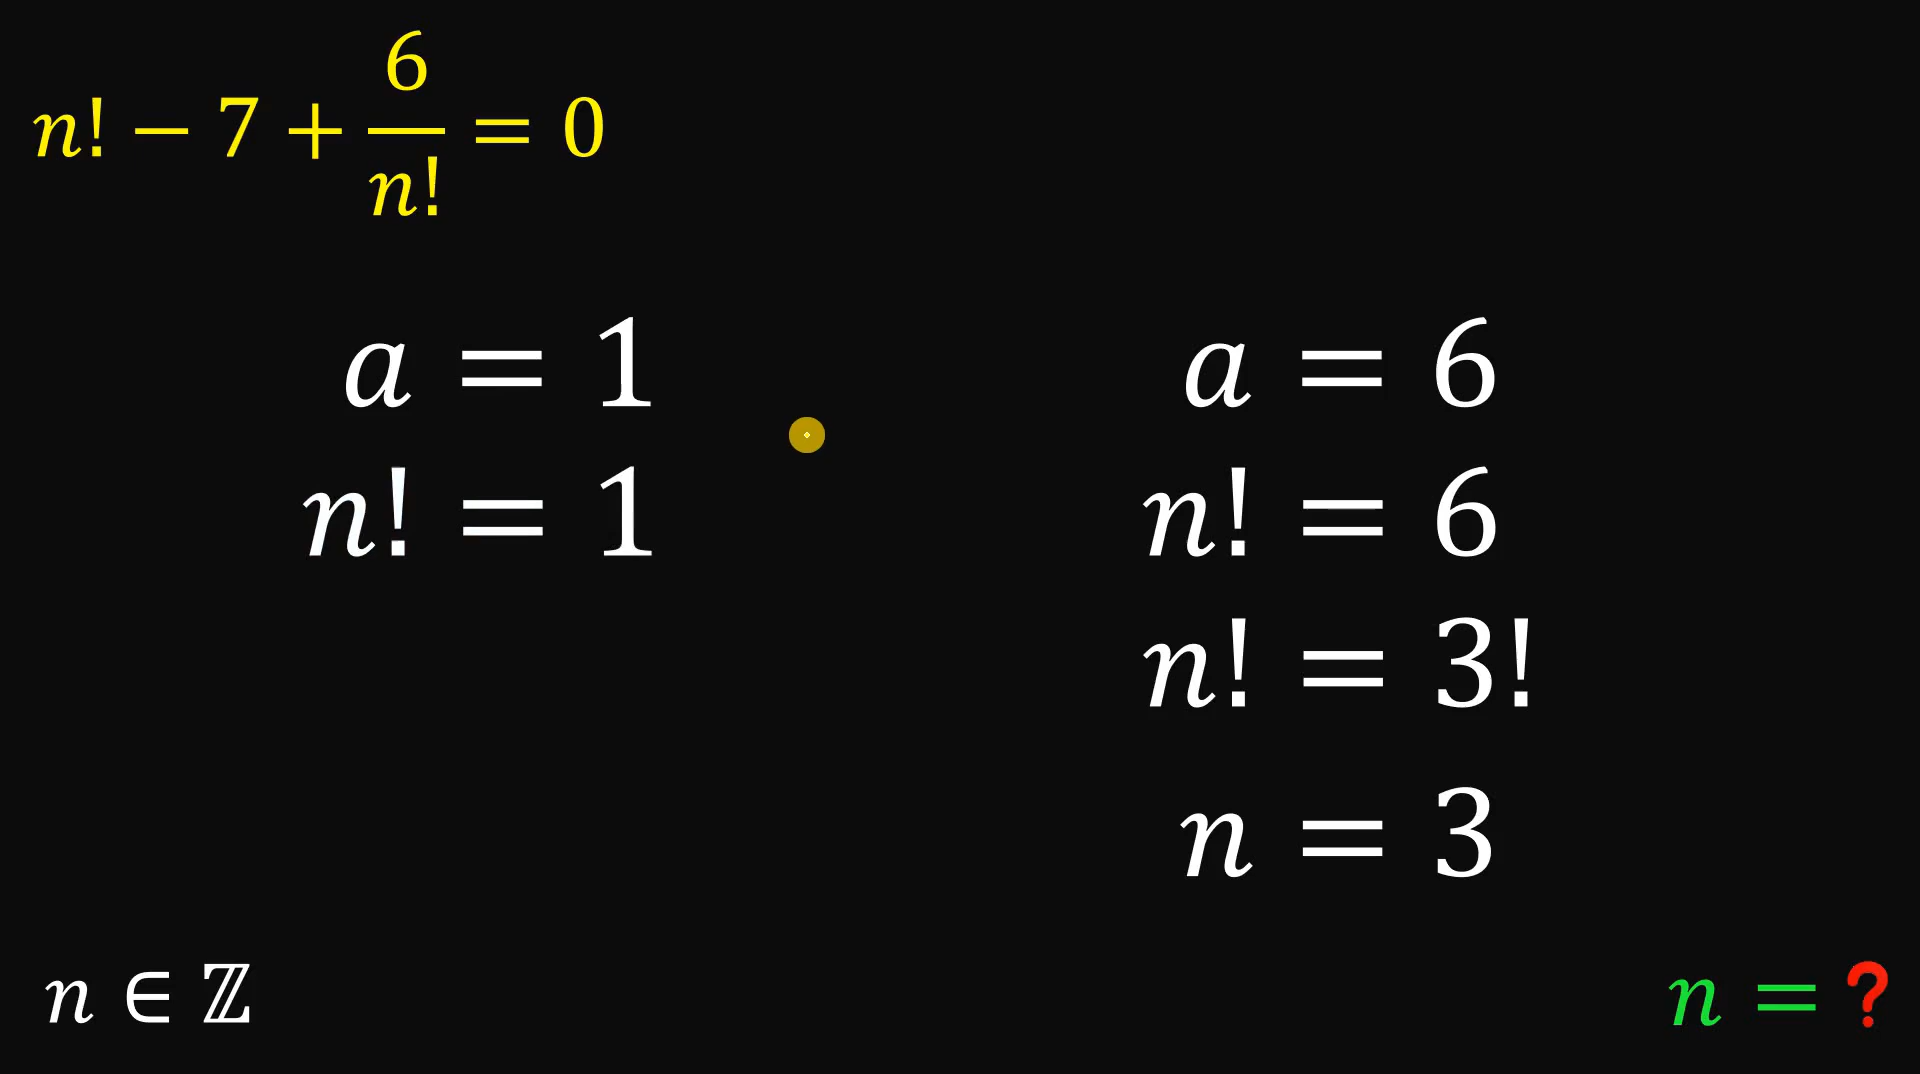 n! − 7 + 6/n! = 0
a = 1
n! = 1
a = 6
n! = 6
n! = 3!
n = 3
n ∈ ℤ
n = ?